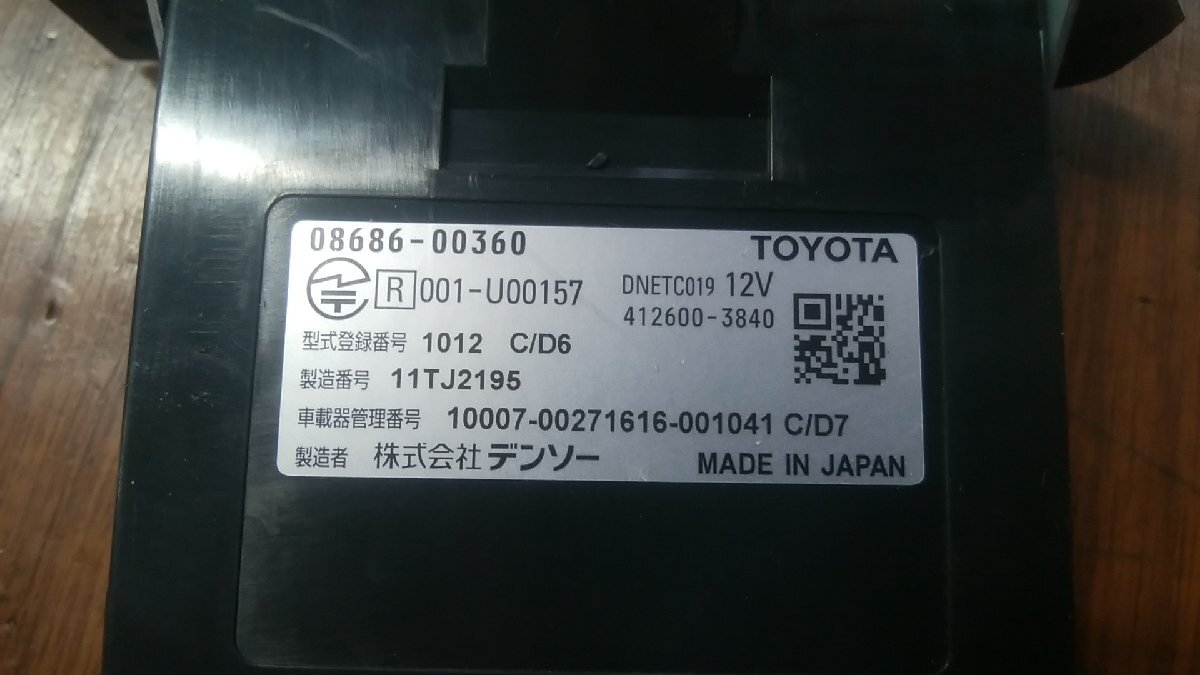 08686-00360 TOYOTA
R 001-U00157 DNETC019 12V
412600-3840
型式登録番号 1012 C/D6
製造番号 11TJ2195
車載器管理番号 10007-00271616-001041 C/D7
製造者 株式会社 デンソー MADE IN JAPAN